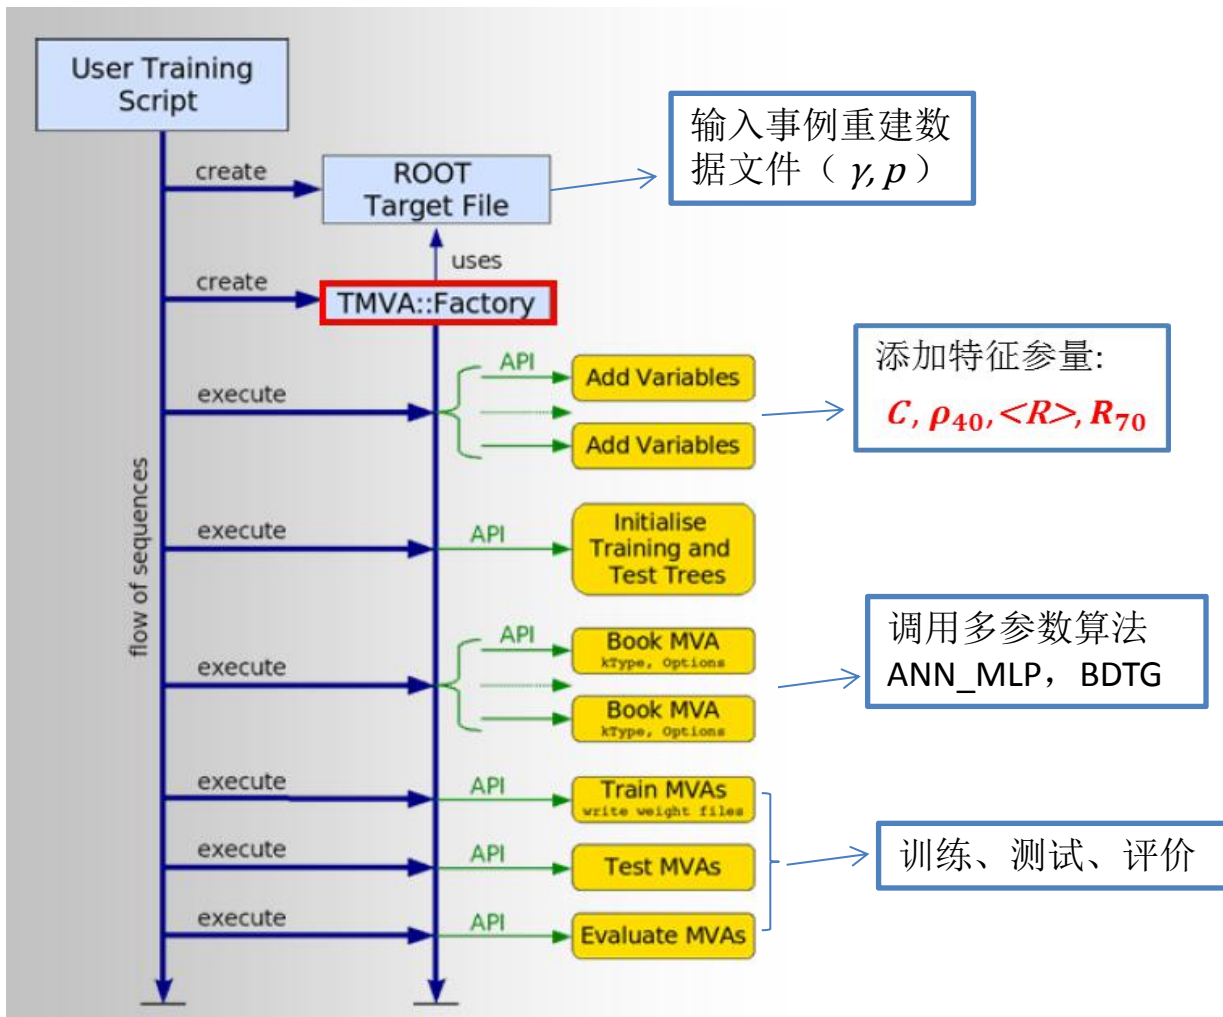 User Training
Script
create
ROOT
Target File
输入事例重建数
据文件（ γ, p ）
uses
create
TMVA::Factory
execute
API
Add Variables
Add Variables
添加特征参量:
C, ρ₄₀, <R>, R₇₀
flow of sequences
execute
API
Initialise
Training and
Test Trees
execute
API
Book MVA
kType, Options
Book MVA
kType, Options
调用多参数算法
ANN_MLP，BDTG
execute
API
Train MVAs
write weight files
execute
API
Test MVAs
训练、测试、评价
execute
API
Evaluate MVAs